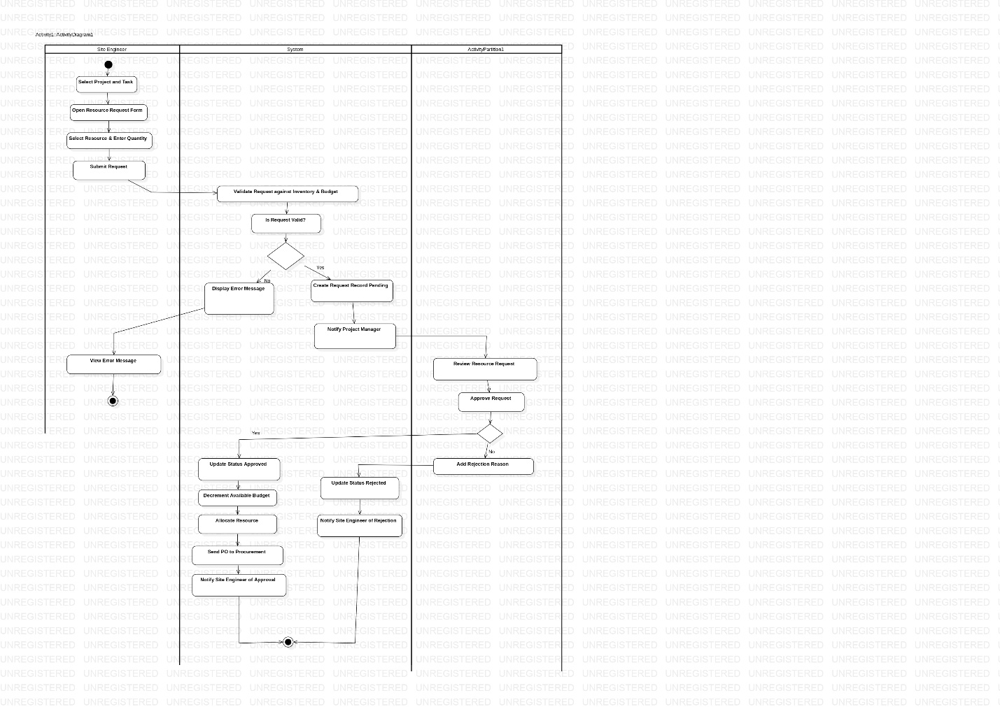 Activity1::ActivityDiagram1
Site Engineer
System
ActivityPartition1
Select Project and Task
Open Resource Request Form
Select Resource & Enter Quantity
Submit Request
Validate Request against Inventory & Budget
Is Request Valid?
Yes
No
Display Error Message
Create Request Record Pending
Notify Project Manager
View Error Message
Review Resource Request
Approve Request
Yes
No
Update Status Approved
Add Rejection Reason
Update Status Rejected
Decrement Available Budget
Allocate Resource
Notify Site Engineer of Rejection
Send PO to Procurement
Notify Site Engineer of Approval
UNREGISTERED